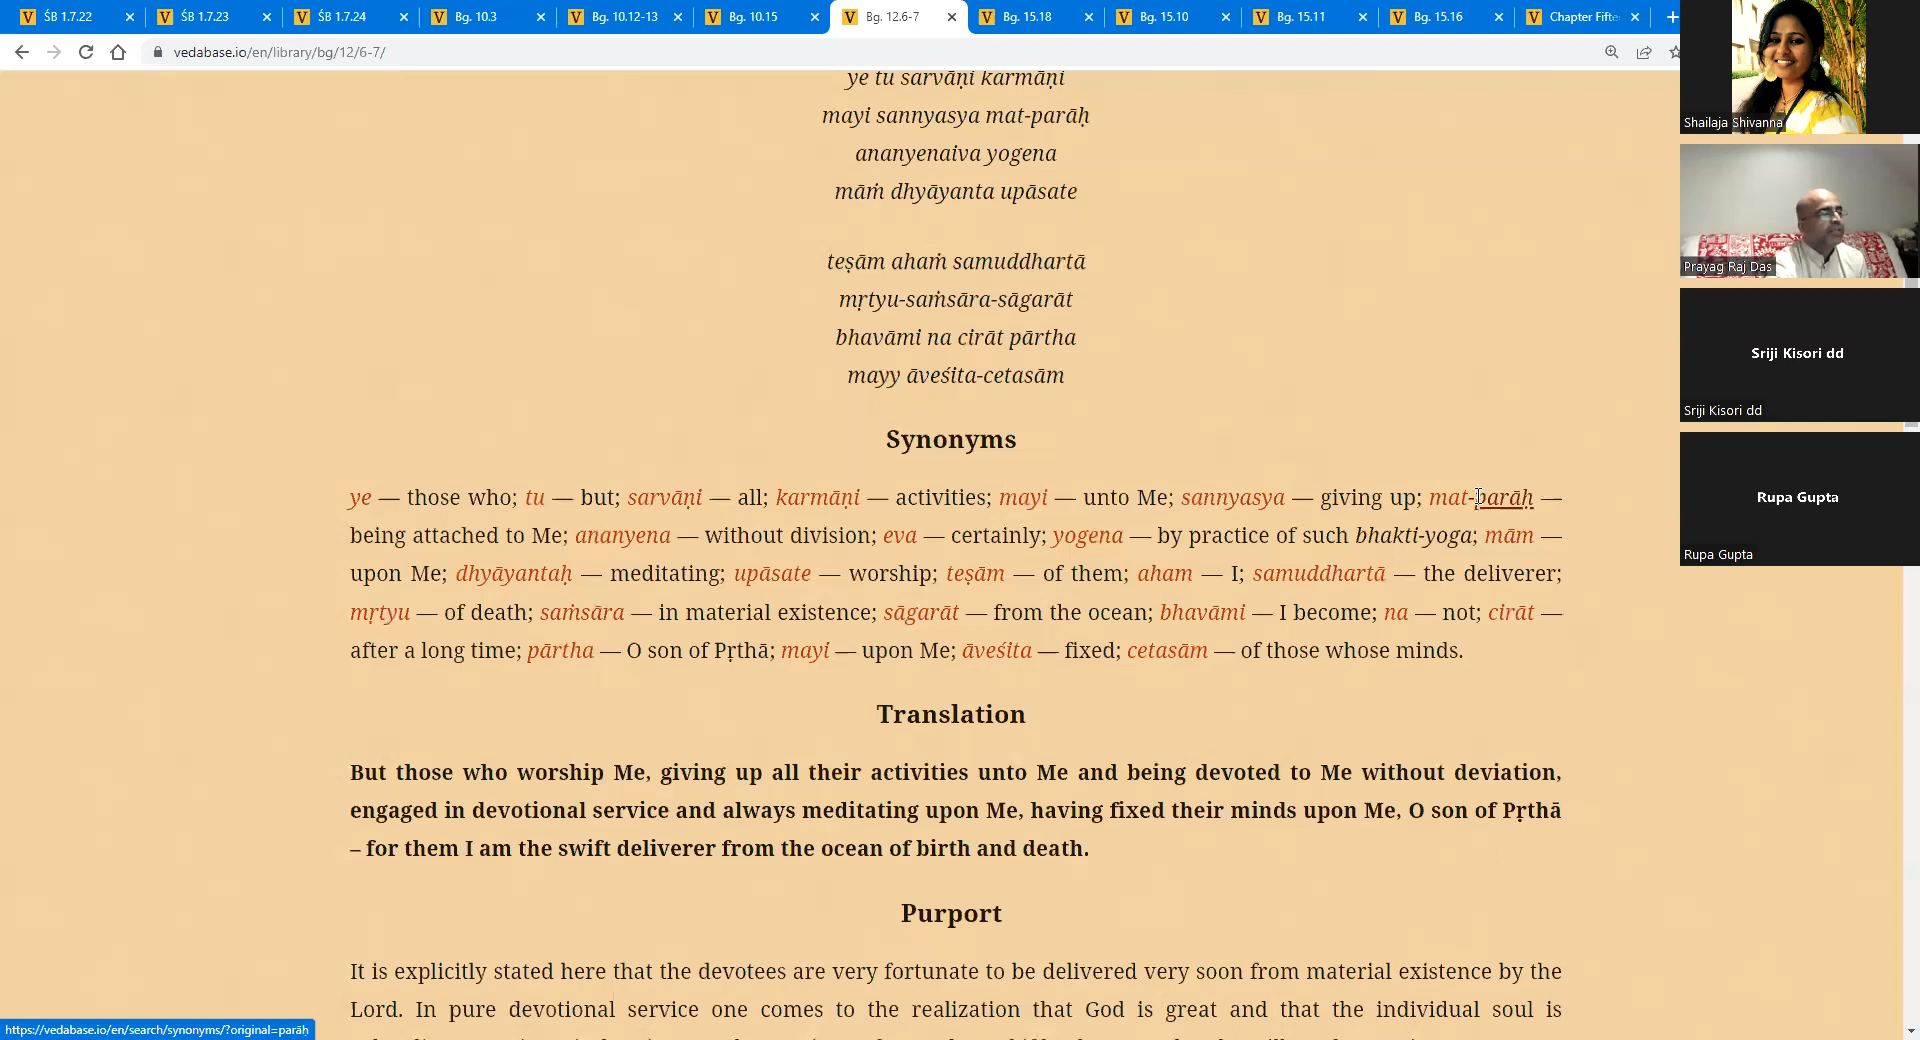 ŚB 1.7.22
ŚB 1.7.23
ŚB 1.7.24
Bg. 10.3
Bg. 10.12-13
Bg. 10.15
Bg. 12.6-7
Bg. 15.18
Bg. 15.10
Bg. 15.11
Bg. 15.16
Chapter Fifte
vedabase.io/en/library/bg/12/6-7/
ye tu sarvāṇi karmāṇi
mayi sannyasya mat-parāḥ
ananyenaiva yogena
māṁ dhyāyanta upāsate
teṣām ahaṁ samuddhartā
mṛtyu-saṁsāra-sāgarāt
bhavāmi na cirāt pārtha
mayy āveśita-cetasām
Synonyms
ye — those who; tu — but; sarvāṇi — all; karmāṇi — activities; mayi — unto Me; sannyasya — giving up; mat-parāḥ —
being attached to Me; ananyena — without division; eva — certainly; yogena — by practice of such bhakti-yoga; mām —
upon Me; dhyāyantaḥ — meditating; upāsate — worship; teṣām — of them; aham — I; samuddhartā — the deliverer;
mṛtyu — of death; saṁsāra — in material existence; sāgarāt — from the ocean; bhavāmi — I become; na — not; cirāt —
after a long time; pārtha — O son of Pṛthā; mayi — upon Me; āveśita — fixed; cetasām — of those whose minds.
Translation
But those who worship Me, giving up all their activities unto Me and being devoted to Me without deviation,
engaged in devotional service and always meditating upon Me, having fixed their minds upon Me, O son of Pṛthā
– for them I am the swift deliverer from the ocean of birth and death.
Purport
It is explicitly stated here that the devotees are very fortunate to be delivered very soon from material existence by the
Lord. In pure devotional service one comes to the realization that God is great and that the individual soul is
https://vedabase.io/en/search/synonyms/?original=parāḥ
Shailaja Shivanna
Prayag Raj Das
Sriji Kisori dd
Sriji Kisori dd
Rupa Gupta
Rupa Gupta